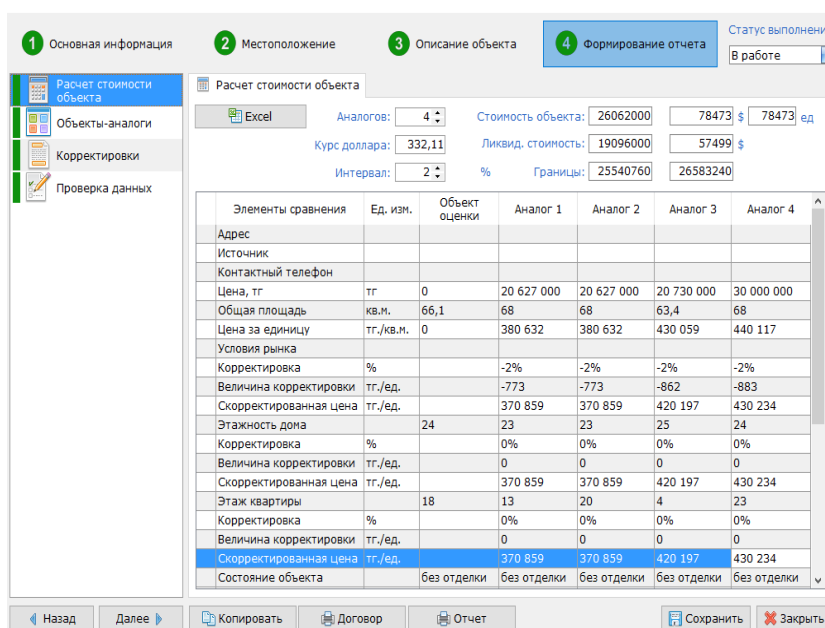 1 Основная информация
2 Местоположение
3 Описание объекта
4 Формирование отчета
Статус выполнени
В работе
Расчет стоимости
объекта
Объекты-аналоги
Корректировки
Проверка данных
Расчет стоимости объекта
Excel
Аналогов: 4
Стоимость объекта: 26062000 78473 $ 78473 ед
Курс доллара: 332,11
Ликвид. стоимость: 19096000 57499 $
Интервал: 2 %
Границы: 25540760 26583240
Элементы сравнения Ед. изм. Объект оценки Аналог 1 Аналог 2 Аналог 3 Аналог 4
Адрес
Источник
Контактный телефон
Цена, тг тг 0 20 627 000 20 627 000 20 730 000 30 000 000
Общая площадь кв.м. 66,1 68 68 63,4 68
Цена за единицу тг./кв.м. 0 380 632 380 632 430 059 440 117
Условия рынка
Корректировка % -2% -2% -2% -2%
Величина корректировки тг./ед. -773 -773 -862 -883
Скорректированная цена тг./ед. 370 859 370 859 420 197 430 234
Этажность дома 24 23 23 25 24
Корректировка % 0% 0% 0% 0%
Величина корректировки тг./ед. 0 0 0 0
Скорректированная цена тг./ед. 370 859 370 859 420 197 430 234
Этаж квартиры 18 13 20 4 23
Корректировка % 0% 0% 0% 0%
Величина корректировки тг./ед. 0 0 0 0
Скорректированная цена тг./ед. 370 859 370 859 420 197 430 234
Состояние объекта без отделки без отделки без отделки без отделки без отделки
Назад
Далее
Копировать
Договор
Отчет
Сохранить
Закрыть